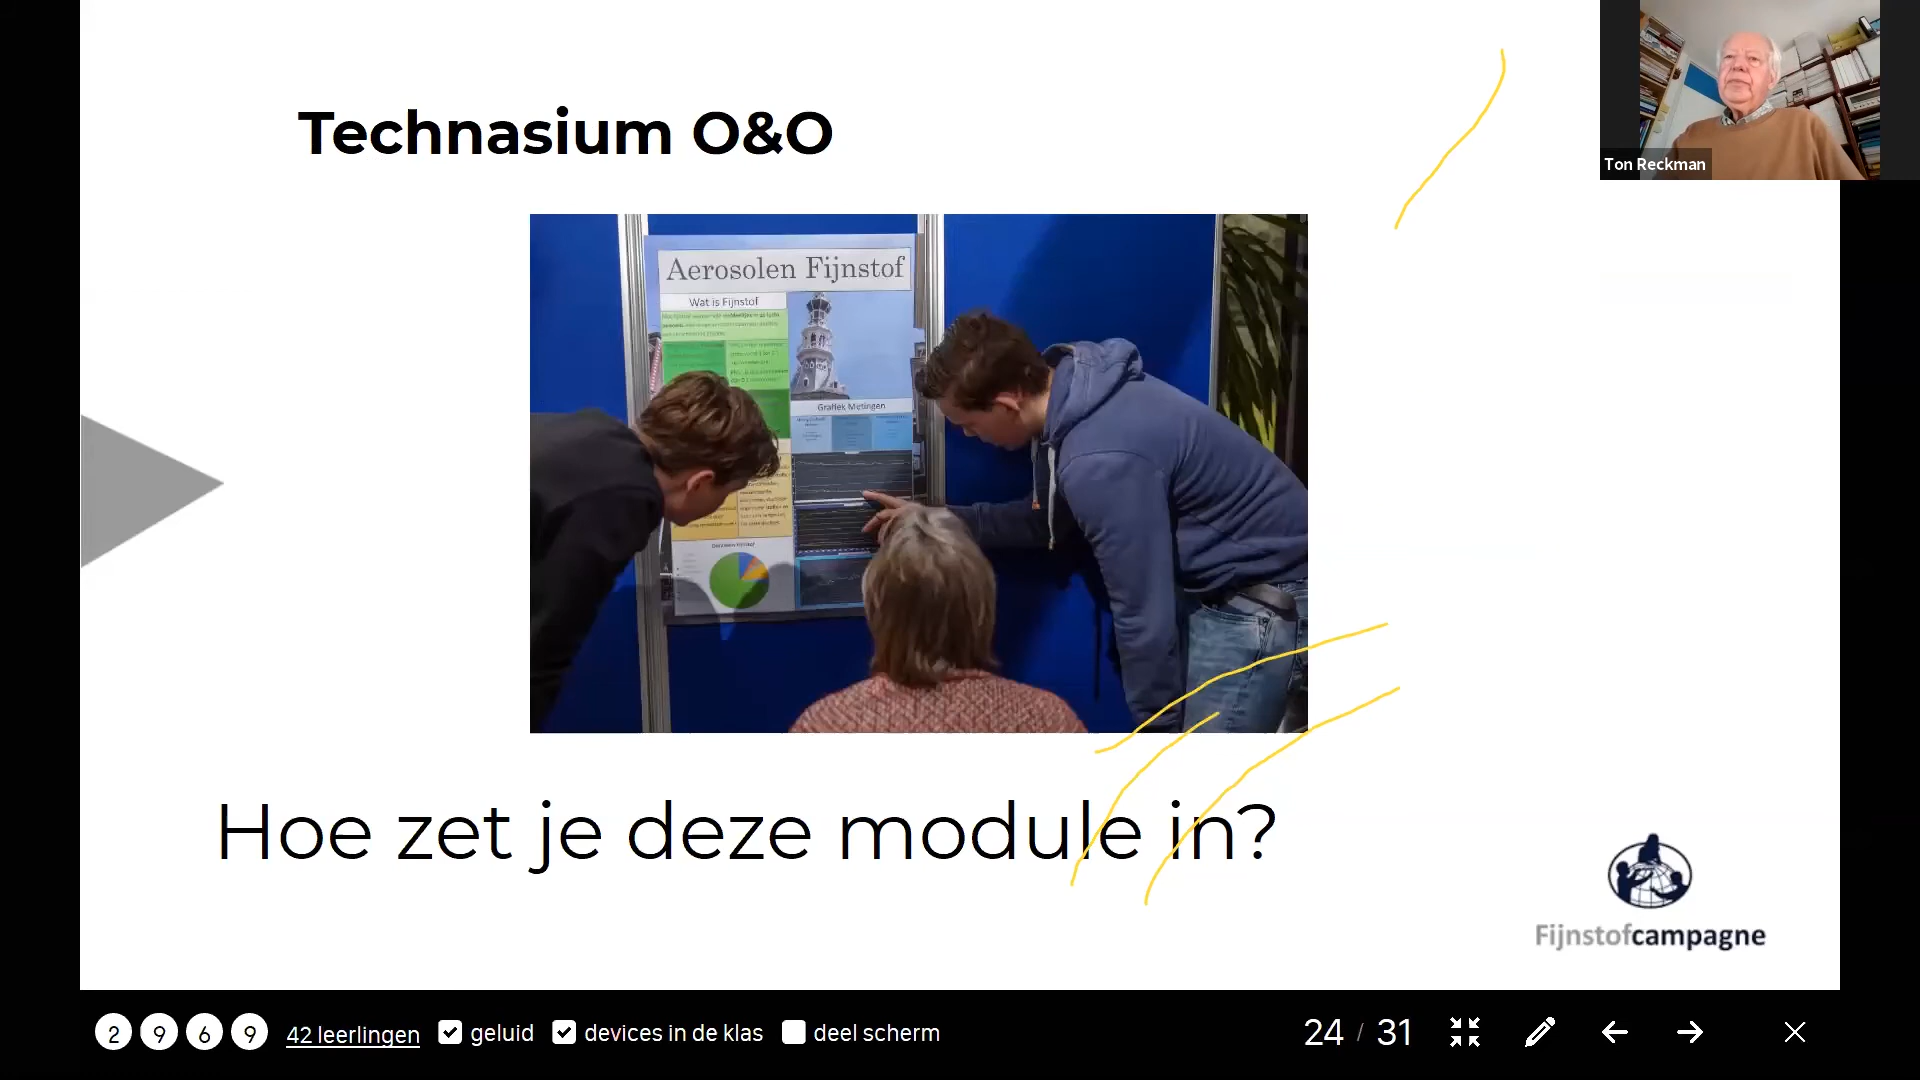 Technasium O&O
Ton Reckman
Aerosolen Fijnstof
Wat is Fijnstof
Grafiek Metingen
Hoe zet je deze module in?
Fijnstofcampagne
2 9 6 9 42 leerlingen geluid devices in de klas deel scherm 24 / 31